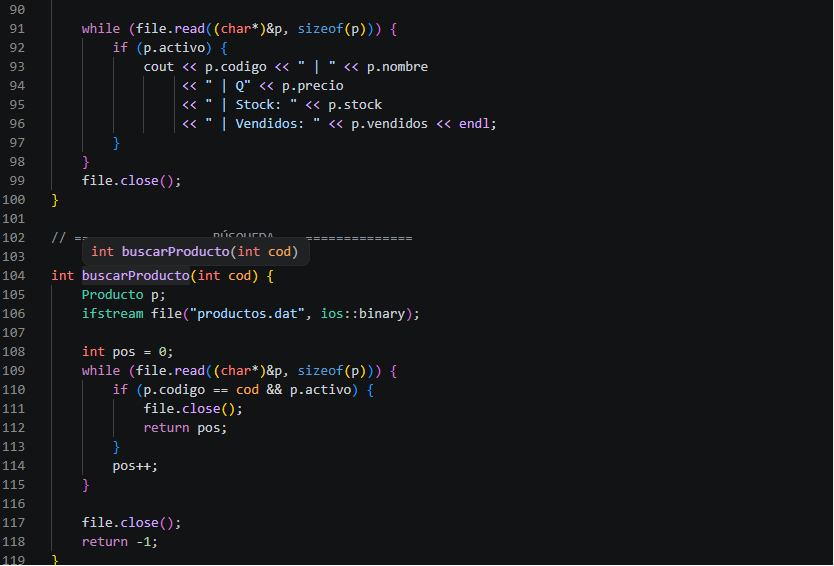 90
91 while (file.read((char*)&p, sizeof(p))) {
92 if (p.activo) {
93 cout << p.codigo << " | " << p.nombre
94 << " | Q" << p.precio
95 << " | Stock: " << p.stock
96 << " | Vendidos: " << p.vendidos << endl;
97 }
98 }
99 file.close();
100 }
101
102 // == BÚSQUEDA ==============
int buscarProducto(int cod)
103
104 int buscarProducto(int cod) {
105 Producto p;
106 ifstream file("productos.dat", ios::binary);
107
108 int pos = 0;
109 while (file.read((char*)&p, sizeof(p))) {
110 if (p.codigo == cod && p.activo) {
111 file.close();
112 return pos;
113 }
114 pos++;
115 }
116
117 file.close();
118 return -1;
119 }